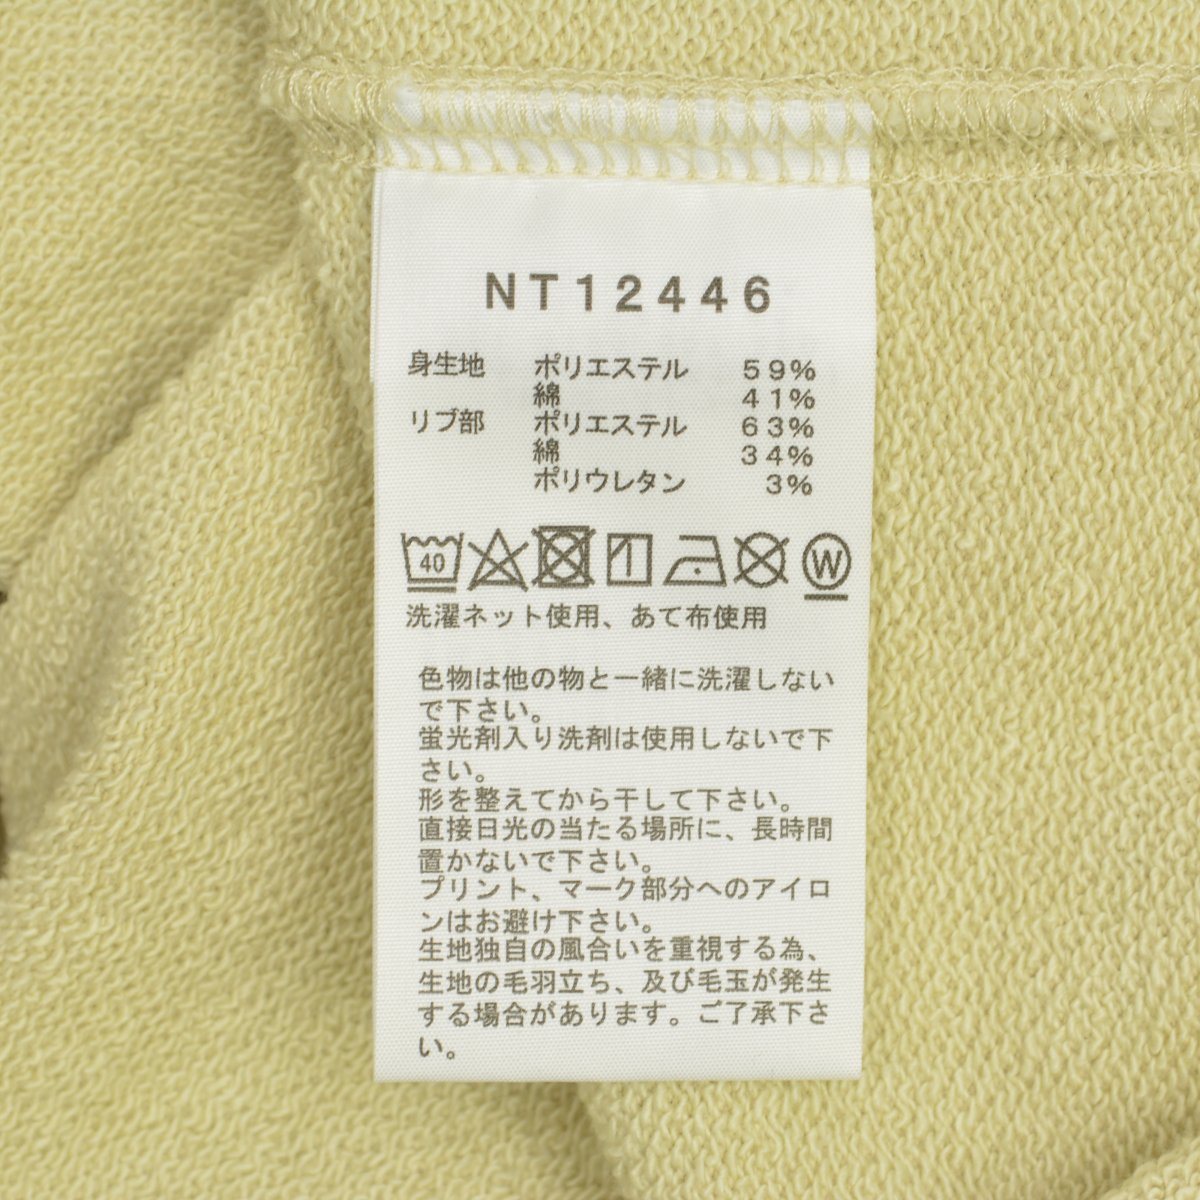 NT12446
身生地 ポリエステル 59%
綿 41%
リブ部 ポリエステル 63%
綿 34%
ポリウレタン 3%
40 W
洗濯ネット使用、あて布使用
色物は他の物と一緒に洗濯しない
で下さい。
蛍光剤入り洗剤は使用しないで下
さい。
形を整えてから干して下さい。
直接日光の当たる場所に、長時間
置かないで下さい。
プリント、マーク部分へのアイロ
ンはお避け下さい。
生地独自の風合いを重視する為、
生地の毛羽立ち、及び毛玉が発生
する場合があります。ご了承下さ
い。